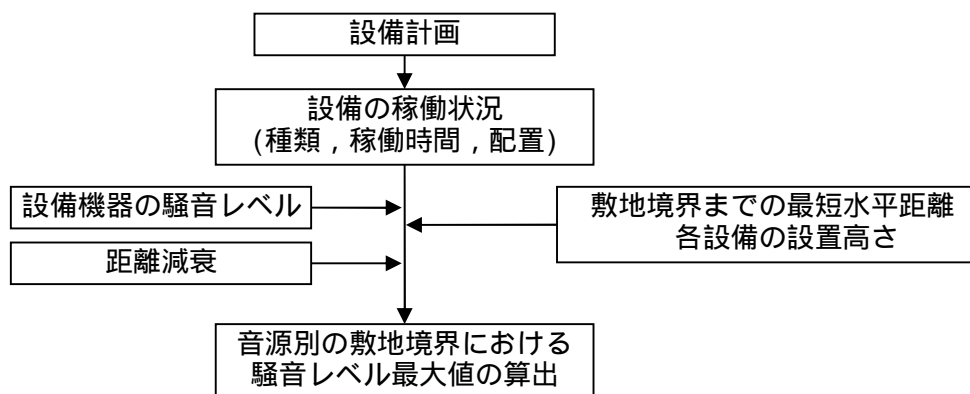 設備計画
設備の稼働状況
(種類,稼働時間,配置)
設備機器の騒音レベル
敷地境界までの最短水平距離
各設備の設置高さ
距離減衰
音源別の敷地境界における
騒音レベル最大値の算出